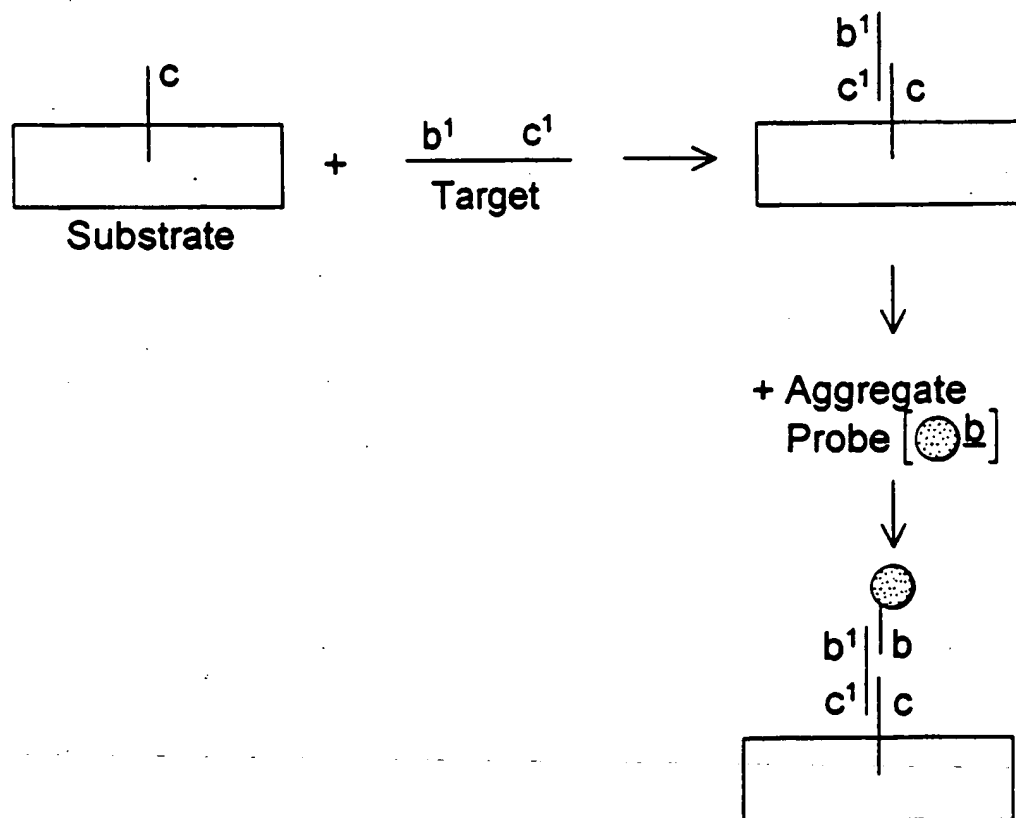 c
Substrate
+
b¹ c¹
Target
b¹
c¹ c
+ Aggregate
Probe [ b]
b¹ b
c¹ c